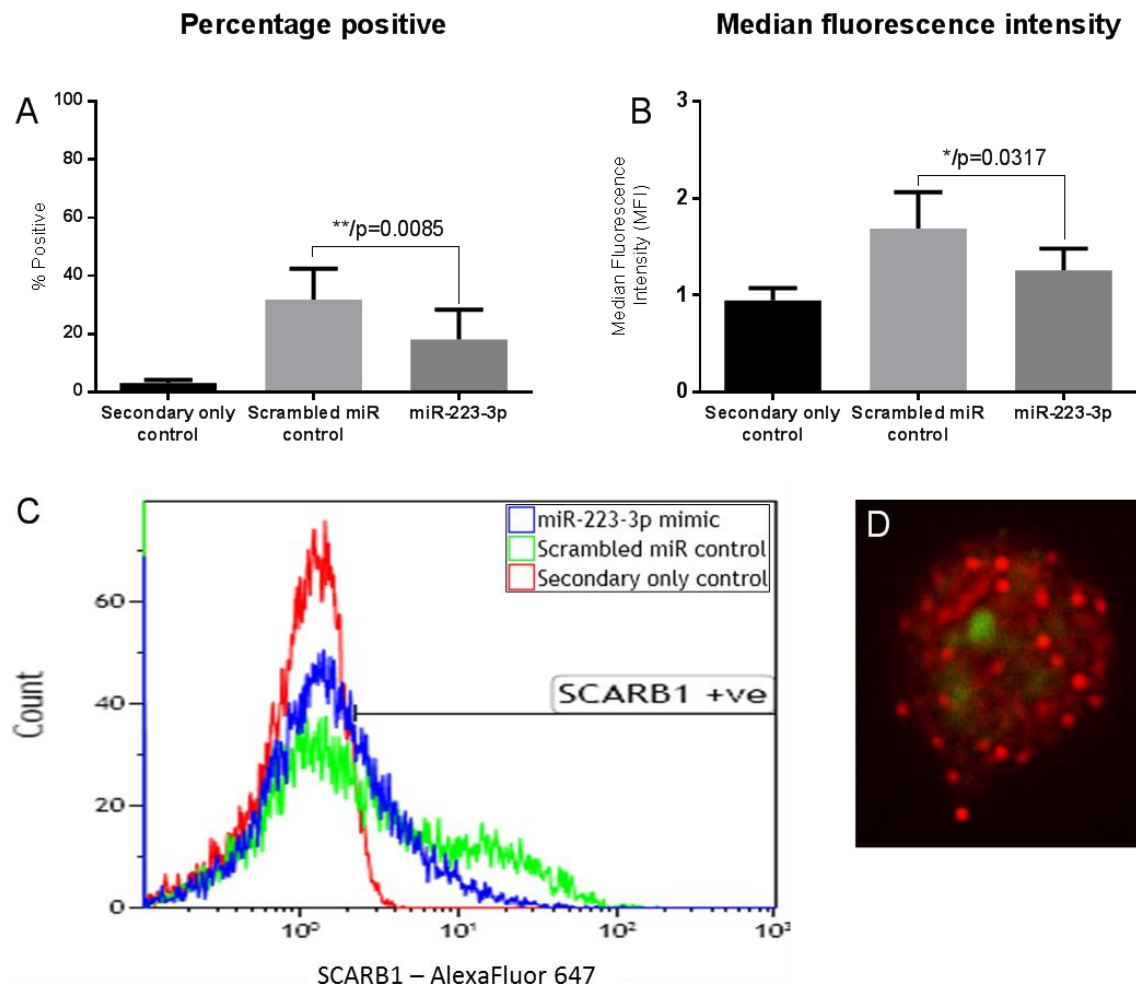 Percentage positive
Median fluorescence intensity
A
100
80
60
40
20
0
% Positive
**/p=0.0085
Secondary only
control
Scrambled miR
control
miR-223-3p
B
3
2
1
0
Median Fluorescence
Intensity (MFI)
*/p=0.0317
Secondary only
control
Scrambled miR
control
miR-223-3p
C
miR-223-3p mimic
Scrambled miR control
Secondary only control
60
40
20
0
Count
SCARB1 +ve
10⁰
10¹
10²
10³
SCARB1 – AlexaFluor 647
D